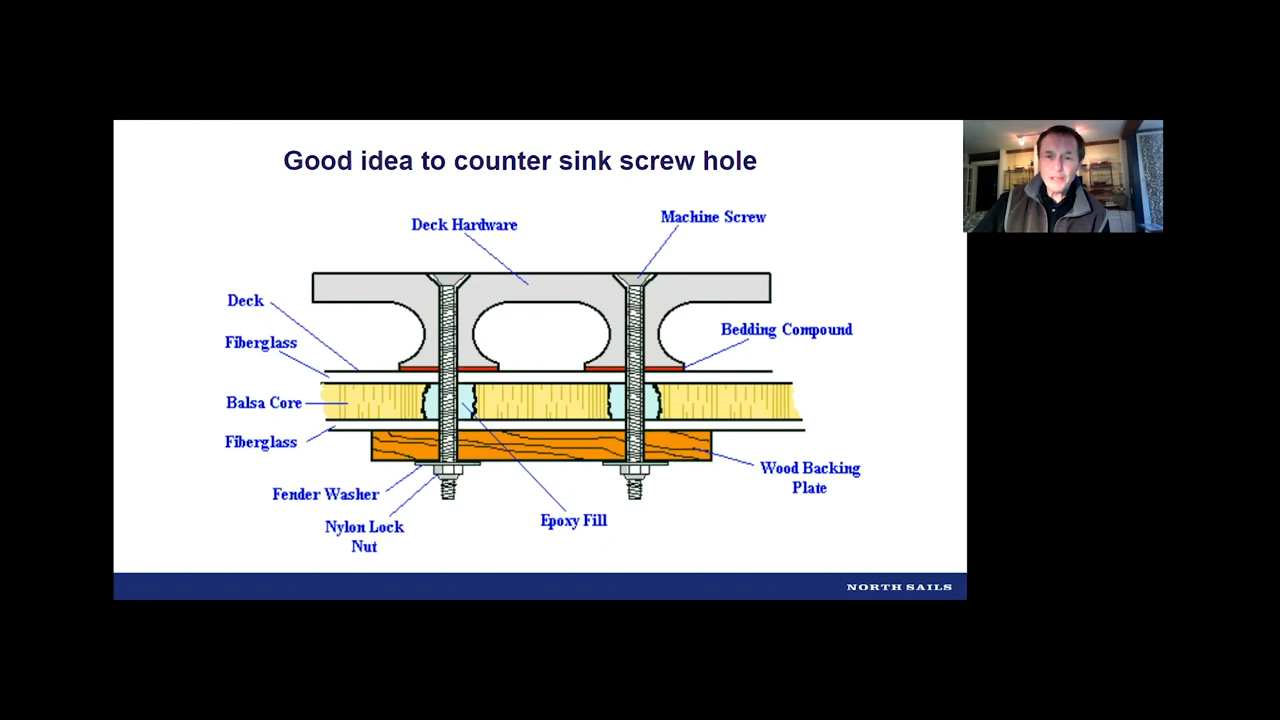 Good idea to counter sink screw hole
Machine Screw
Deck Hardware
Deck
Bedding Compound
Fiberglass
Balsa Core
Fiberglass
Wood Backing
Plate
Fender Washer
Epoxy Fill
Nylon Lock
Nut
NORTH SAILS